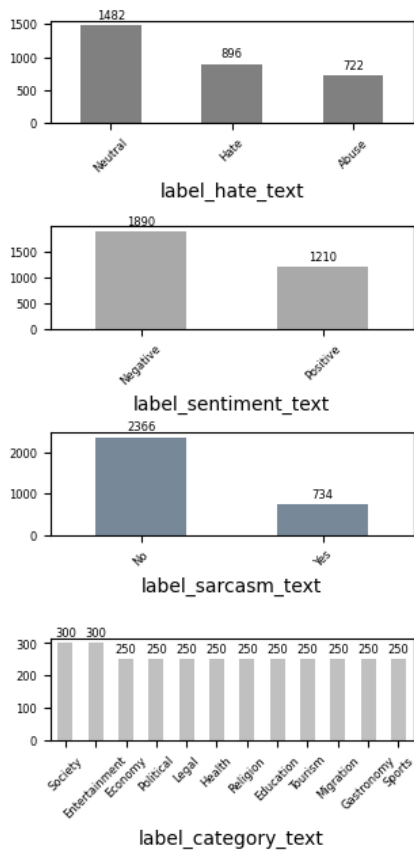 1482
896
722
1500
1000
500
0
Neutral
Hate
Abuse
label_hate_text
1890
1210
1500
1000
500
0
Negative
Positive
label_sentiment_text
2366
734
2000
1000
0
No
Yes
label_sarcasm_text
300 300 250 250 250 250 250 250 250 250 250 250
300
200
100
0
Society
Entertainment
Economy
Political
Legal
Health
Religion
Education
Tourism
Migration
Gastronomy
Sports
label_category_text